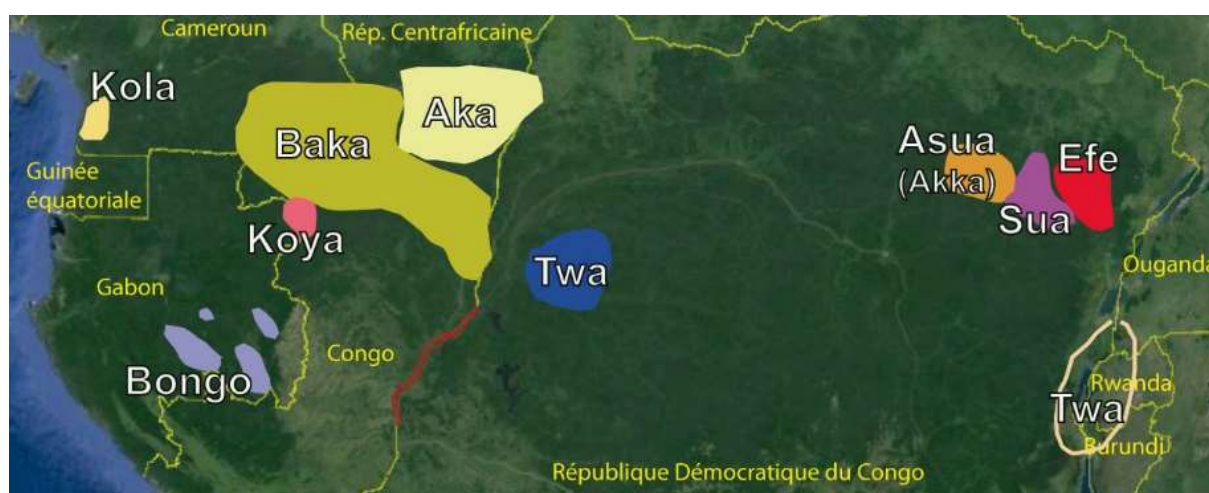 Cameroun
Rép. Centrafricaine
Kola
Aka
Baka
Asua
(Akka)
Efe
Guinée
équatoriale
Sua
Koya
Twa
Ouganda
Gabon
Congo
Bongo
Rwanda
Twa
Burundi
République Démocratique du Congo